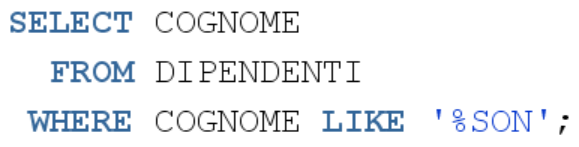 SELECT COGNOME
FROM DIPENDENTI
WHERE COGNOME LIKE '%SON';